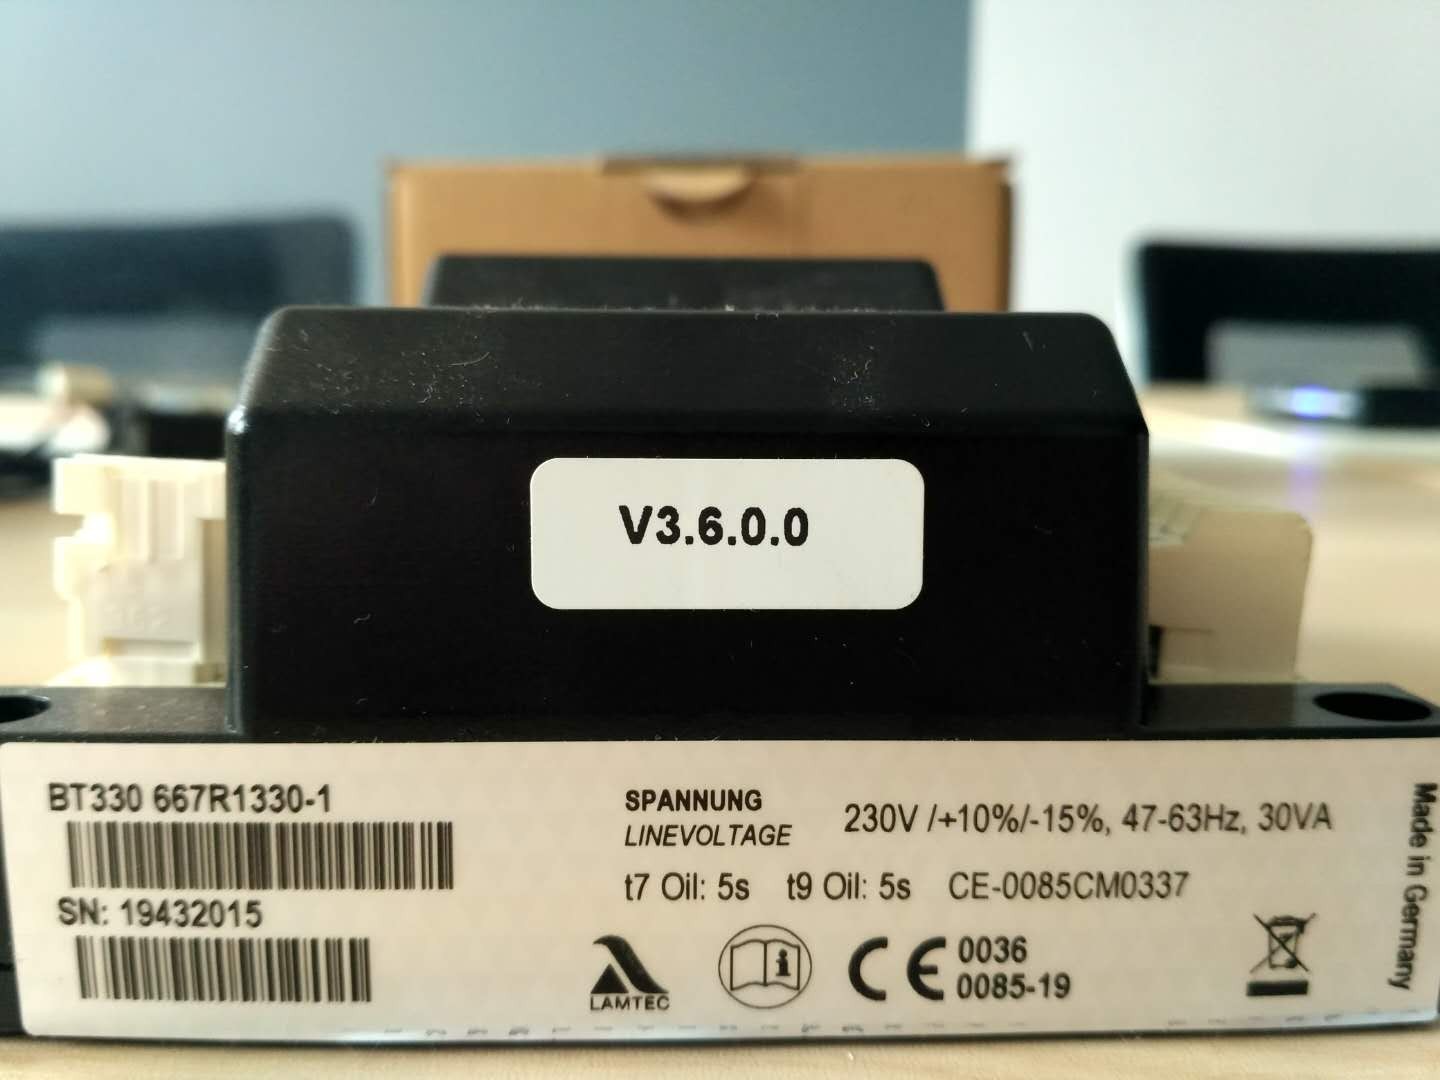 V3.6.0.0
BT330 667R1330-1
SN: 19432015
SPANNUNG
LINEVOLTAGE
230V /+10%/-15%, 47-63Hz, 30VA
t7 Oil: 5s t9 Oil: 5s CE-0085CM0337
LAMTEC
i
CE 0036
0085-19
Made in Germany